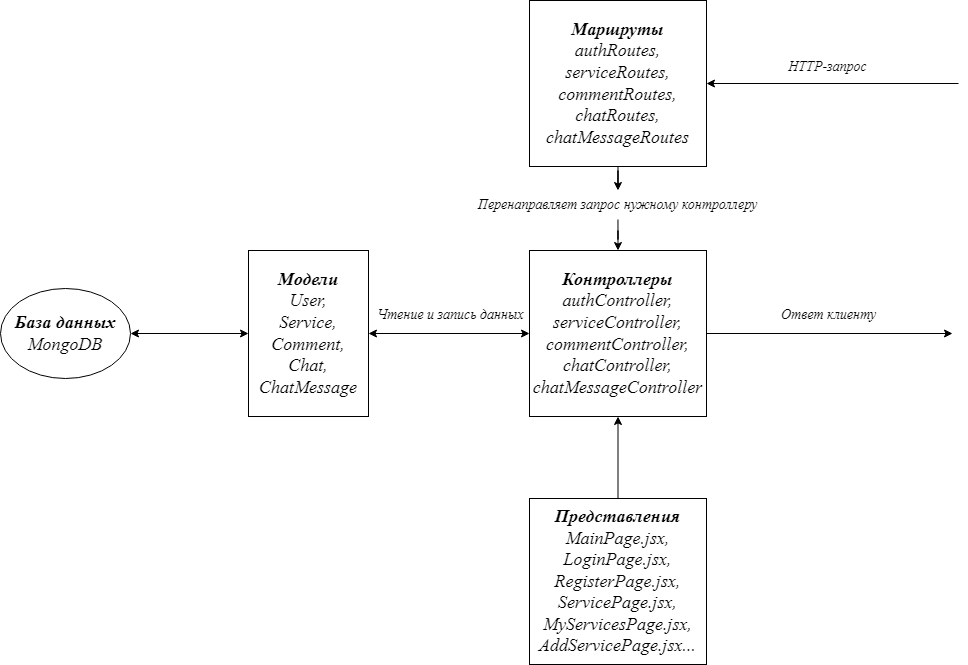 Маршруты
authRoutes,
serviceRoutes,
commentRoutes,
chatRoutes,
chatMessageRoutes
HTTP-запрос
Перенаправляет запрос нужному контроллеру
База данных
MongoDB
Модели
User,
Service,
Comment,
Chat,
ChatMessage
Чтение и запись данных
Контроллеры
authController,
serviceController,
commentController,
chatController,
chatMessageController
Ответ клиенту
Представления
MainPage.jsx,
LoginPage.jsx,
RegisterPage.jsx,
ServicePage.jsx,
MyServicesPage.jsx,
AddServicePage.jsx...